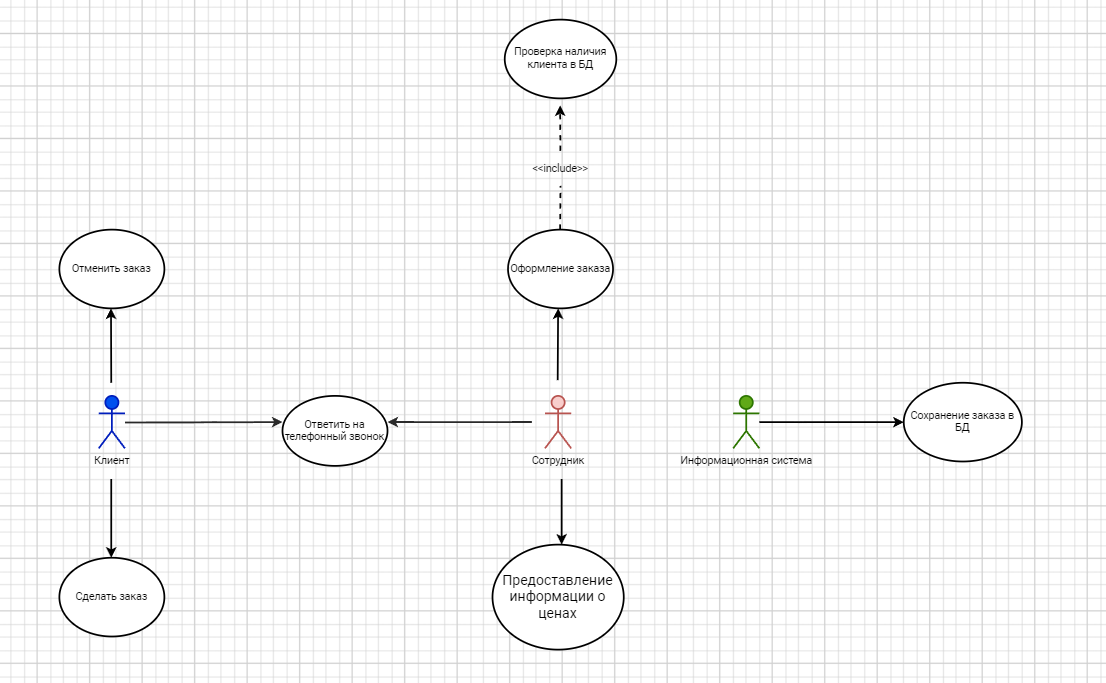 Проверка наличия
клиента в БД
<<include>>
Отменить заказ
Оформление заказа
Ответить на
телефонный звонок
Сохранение заказа в
БД
Клиент
Сотрудник
Информационная система
Предоставление
информации о
ценах
Сделать заказ